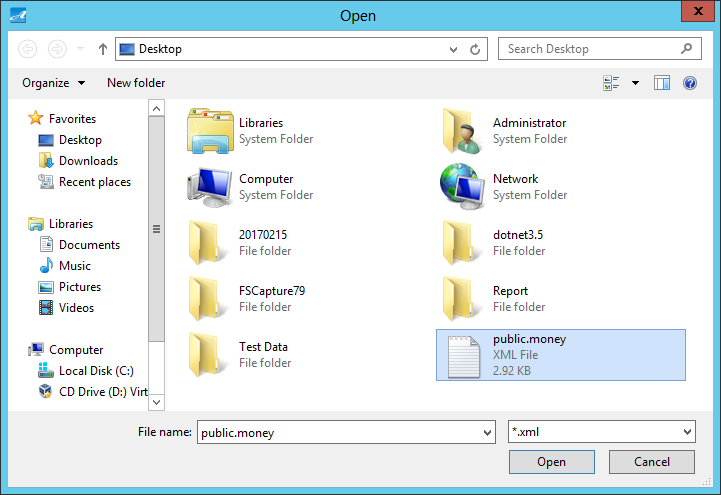 Open
Desktop
Search Desktop
Organize
New folder
Favorites
Desktop
Downloads
Recent places
Libraries
Documents
Music
Pictures
Videos
Computer
Local Disk (C:)
CD Drive (D:) Virt
Libraries
System Folder
Administrator
System Folder
Computer
System Folder
Network
System Folder
20170215
File folder
dotnet3.5
File folder
FSCapture79
File folder
Report
File folder
Test Data
File folder
public.money
XML File
2.92 KB
File name:
public.money
*.xml
Open
Cancel